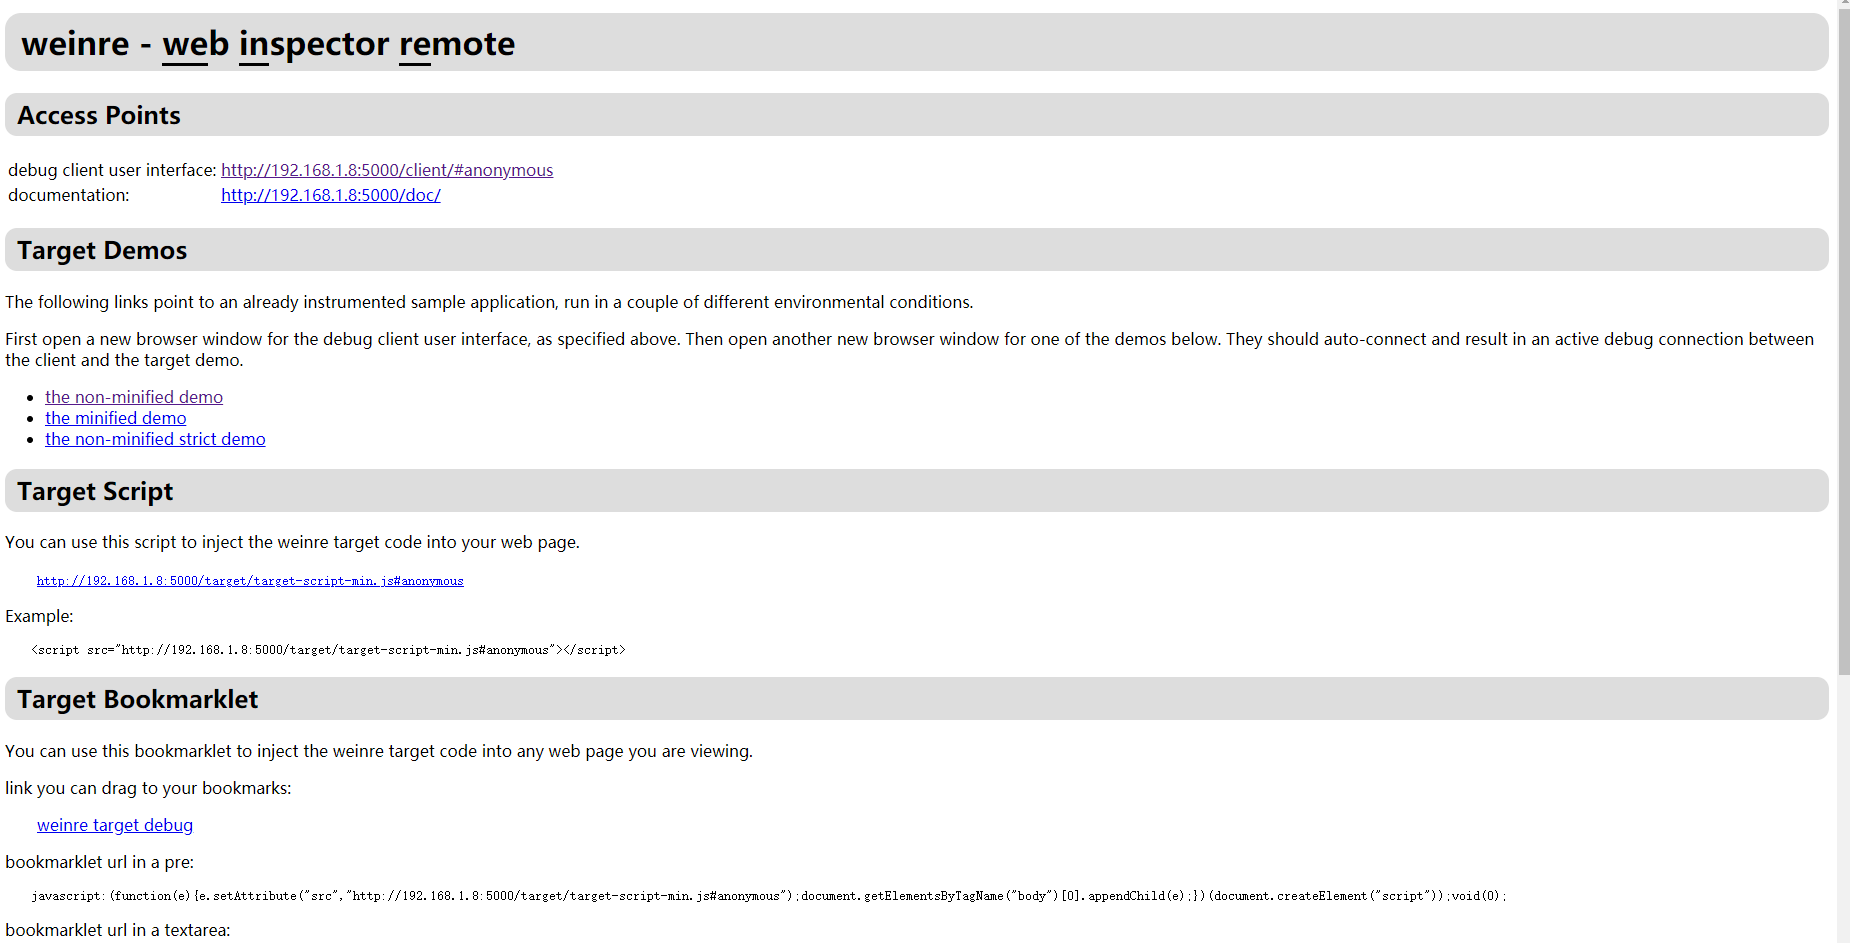 weinre - web inspector remote
Access Points
debug client user interface: http://192.168.1.8:5000/client/#anonymous
documentation: http://192.168.1.8:5000/doc/
Target Demos
The following links point to an already instrumented sample application, run in a couple of different environmental conditions.
First open a new browser window for the debug client user interface, as specified above. Then open another new browser window for one of the demos below. They should auto-connect and result in an active debug connection between
the client and the target demo.
• the non-minified demo
• the minified demo
• the non-minified strict demo
Target Script
You can use this script to inject the weinre target code into your web page.
http://192.168.1.8:5000/target/target-script-min.js#anonymous
Example:
<script src="http://192.168.1.8:5000/target/target-script-min.js#anonymous"></script>
Target Bookmarklet
You can use this bookmarklet to inject the weinre target code into any web page you are viewing.
link you can drag to your bookmarks:
weinre target debug
bookmarklet url in a pre:
javascript:(function(e){e.setAttribute("src","http://192.168.1.8:5000/target/target-script-min.js#anonymous");document.getElementsByTagName("body")[0].appendChild(e);})(document.createElement("script"));void(0);
bookmarklet url in a textarea: